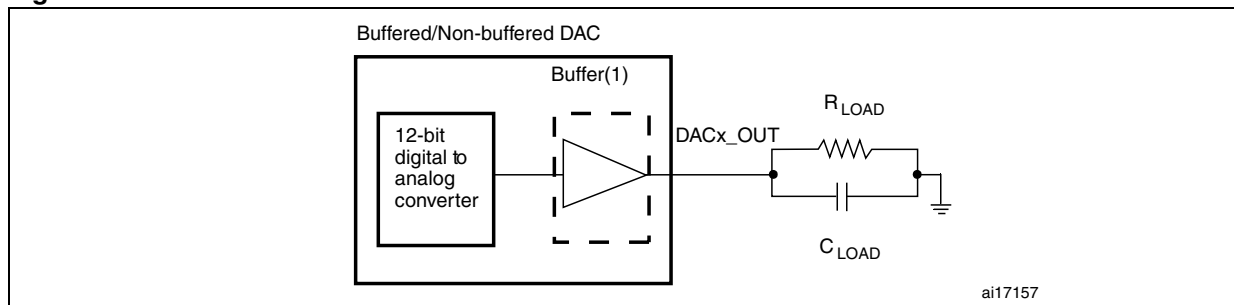 Buffered/Non-buffered DAC
Buffer(1)
12-bit
digital to
analog
converter
DACx_OUT
R LOAD
C LOAD
ai17157